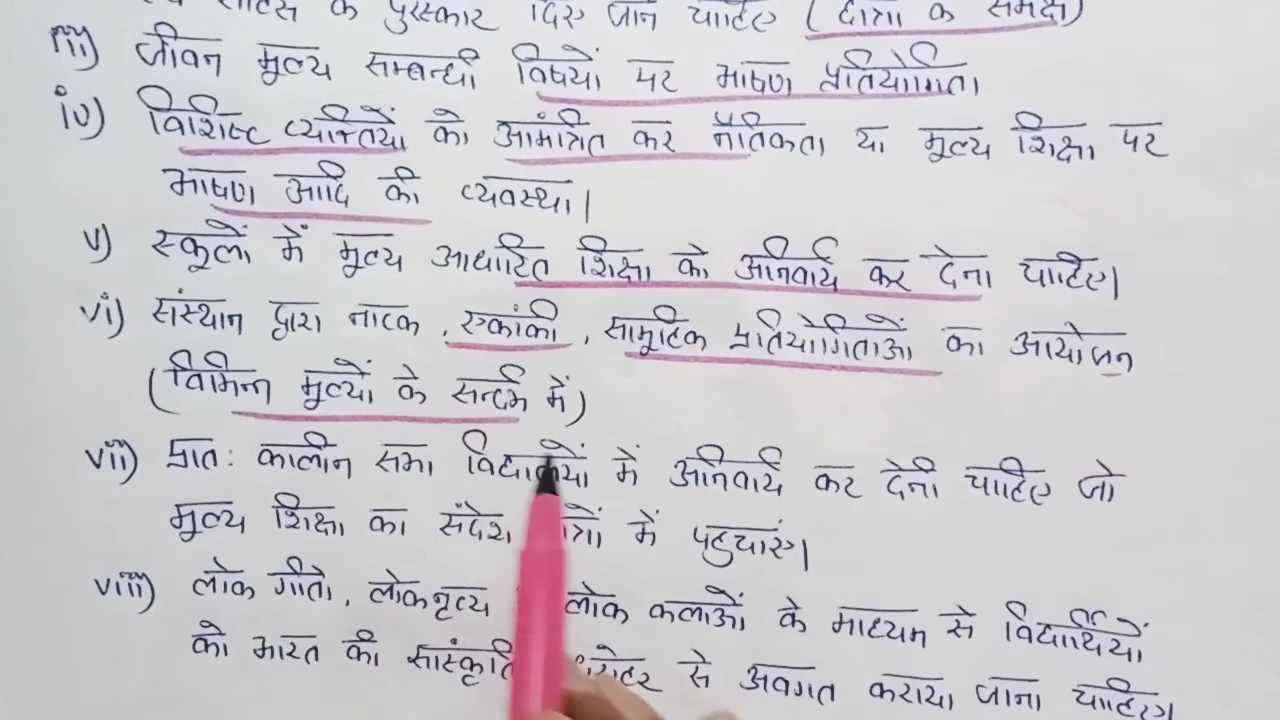 के पुरस्कार दिए जाने चाहिए (छात्रों के समक्ष)
iii) जीवन मूल्य सम्बन्धी विषयों पर भाषण प्रतियोगिता
iv) विशिष्ट व्यक्तियों को आमंत्रित कर नैतिकता या मूल्य शिक्षा पर
भाषण आदि की व्यवस्था।
v) स्कूलों में मूल्य आधारित शिक्षा को अनिवार्य कर देना चाहिए।
vi) संस्थान द्वारा नाटक, एकांकी, सामूहिक प्रतियोगिताओं का आयोजन
(विभिन्न मूल्यों के सन्दर्भ में)
vii) प्रात: कालीन सभा विद्यालयों में अनिवार्य कर देनी चाहिए जो
मूल्य शिक्षा का संदेश में पहुचाएं।
viii) लोक गीतो, लोकनृत्य लोक कलाओं के माध्यम से विद्यार्थियों
को भारत की से अवगत कराया जाना चाहिए।